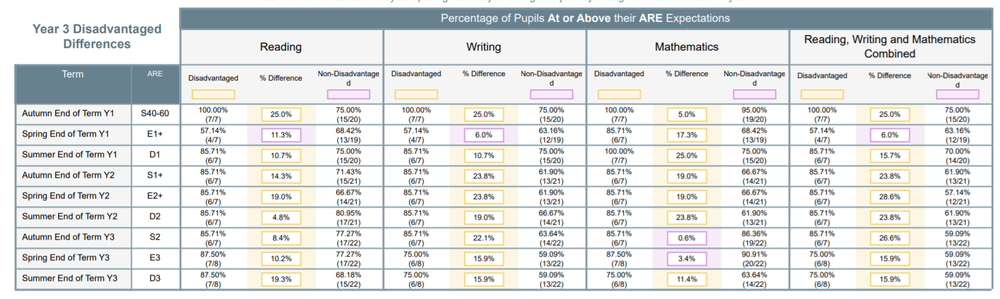 Percentage of Pupils At or Above their ARE Expectations
Year 3 Disadvantaged
Differences
Reading Writing Mathematics Reading, Writing and Mathematics
Combined
Term ARE Disadvantaged % Difference Non-Disadvantage
d Disadvantaged % Difference Non-Disadvantage
d Disadvantaged % Difference Non-Disadvantage
d Disadvantaged % Difference Non-Disadvantage
d
Autumn End of Term Y1 S40-60 100.00% 25.0% 75.00% 100.00% 25.0% 75.00% 100.00% 5.0% 95.00% 100.00% 25.0% 75.00%
(7/7) (15/20) (7/7) (15/20) (7/7) (19/20) (7/7) (15/20)
Spring End of Term Y1 E1+ 57.14% 11.3% 68.42% 57.14% 6.0% 63.16% 85.71% 17.3% 68.42% 57.14% 6.0% 63.16%
(4/7) (13/19) (4/7) (12/19) (6/7) (13/19) (4/7) (12/19)
Summer End of Term Y1 D1 85.71% 10.7% 75.00% 85.71% 10.7% 75.00% 100.00% 25.0% 75.00% 85.71% 15.7% 70.00%
(6/7) (15/20) (6/7) (15/20) (7/7) (15/20) (6/7) (14/20)
Autumn End of Term Y2 S1+ 85.71% 14.3% 71.43% 85.71% 23.8% 61.90% 85.71% 19.0% 66.67% 85.71% 23.8% 61.90%
(6/7) (15/21) (6/7) (13/21) (6/7) (14/21) (6/7) (13/21)
Spring End of Term Y2 E2+ 85.71% 19.0% 66.67% 85.71% 23.8% 61.90% 85.71% 19.0% 66.67% 85.71% 28.6% 57.14%
(6/7) (14/21) (6/7) (13/21) (6/7) (14/21) (6/7) (12/21)
Summer End of Term Y2 D2 85.71% 4.8% 80.95% 85.71% 19.0% 66.67% 85.71% 23.8% 61.90% 85.71% 23.8% 61.90%
(6/7) (17/21) (6/7) (14/21) (6/7) (13/21) (6/7) (13/21)
Autumn End of Term Y3 S2 85.71% 8.4% 77.27% 85.71% 22.1% 63.64% 85.71% 0.6% 86.36% 85.71% 26.6% 59.09%
(6/7) (17/22) (6/7) (14/22) (6/7) (19/22) (6/7) (13/22)
Spring End of Term Y3 E3 87.50% 10.2% 77.27% 75.00% 15.9% 59.09% 87.50% 3.4% 90.91% 75.00% 15.9% 59.09%
(7/8) (17/22) (6/8) (13/22) (7/8) (20/22) (6/8) (13/22)
Summer End of Term Y3 D3 87.50% 19.3% 68.18% 75.00% 15.9% 59.09% 75.00% 11.4% 63.64% 75.00% 15.9% 59.09%
(7/8) (15/22) (6/8) (13/22) (6/8) (14/22) (6/8) (13/22)